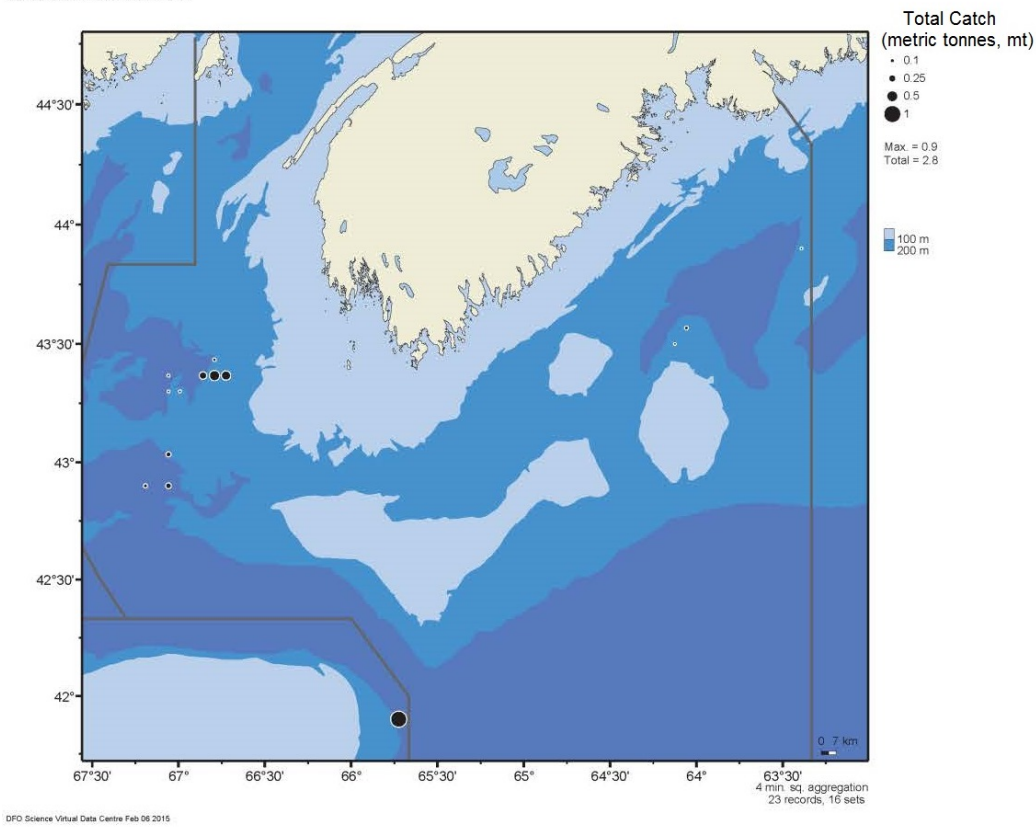 Total Catch
(metric tonnes, mt)
0.1
0.25
0.5
1
Max. = 0.9
Total = 2.8
100 m
200 m
44°30'
44°
43°30'
43°
42°30'
42°
0 7 km
67°30' 67° 66°30' 66° 65°30' 65° 64°30' 64° 63°30'
4 min. sq. aggregation
23 records, 16 sets
DFO Science Virtual Data Centre Feb 06 2015